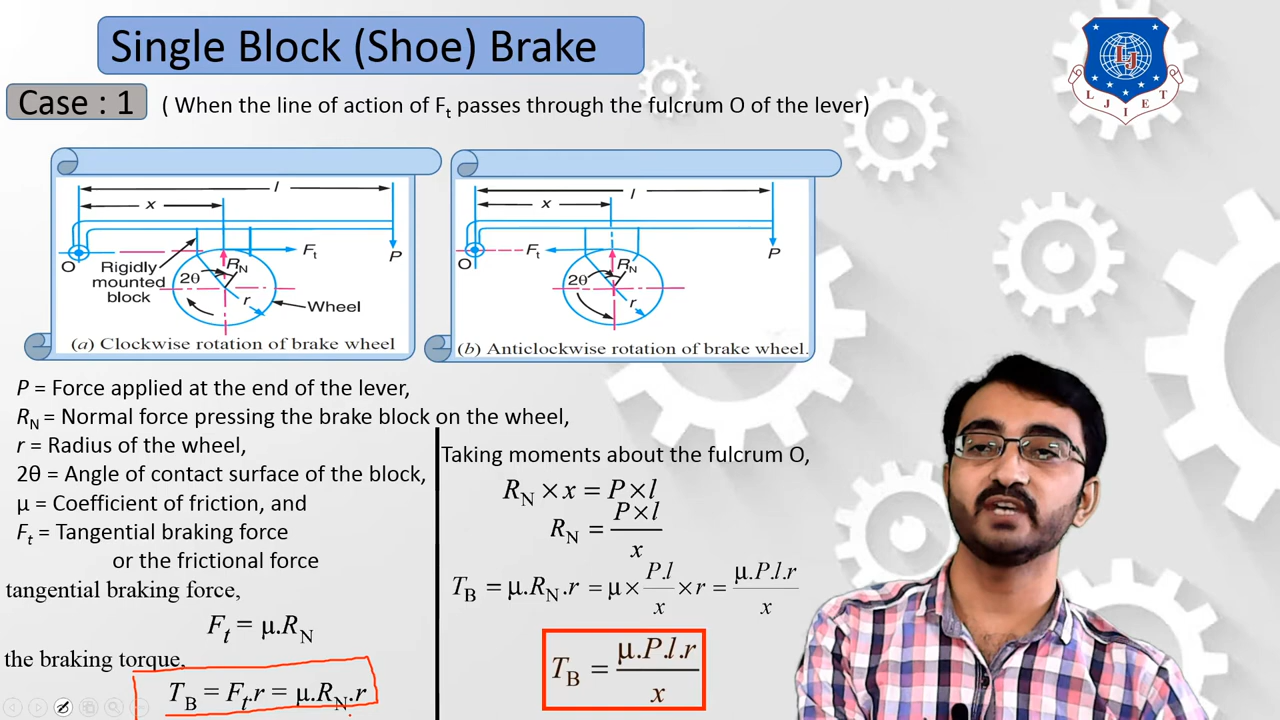 Single Block (Shoe) Brake
Case : 1
( When the line of action of Ft passes through the fulcrum O of the lever)
LJ
L J I E T
l
x
Ft
P
O
RN
2θ
r
Rigidly
mounted
block
Wheel
(a) Clockwise rotation of brake wheel
l
x
Ft
P
O
RN
2θ
r
(b) Anticlockwise rotation of brake wheel.
P = Force applied at the end of the lever,
RN = Normal force pressing the brake block on the wheel,
r = Radius of the wheel,
2θ = Angle of contact surface of the block,
μ = Coefficient of friction, and
Ft = Tangential braking force
or the frictional force
tangential braking force,
Ft = μ.RN
the braking torque,
TB = Ft.r = μ.RN.r
Taking moments about the fulcrum O,
RN × x = P × l
RN = P × l / x
TB = μ.RN.r = μ × P.l / x × r = μ.P.l.r / x
TB = μ.P.l.r / x